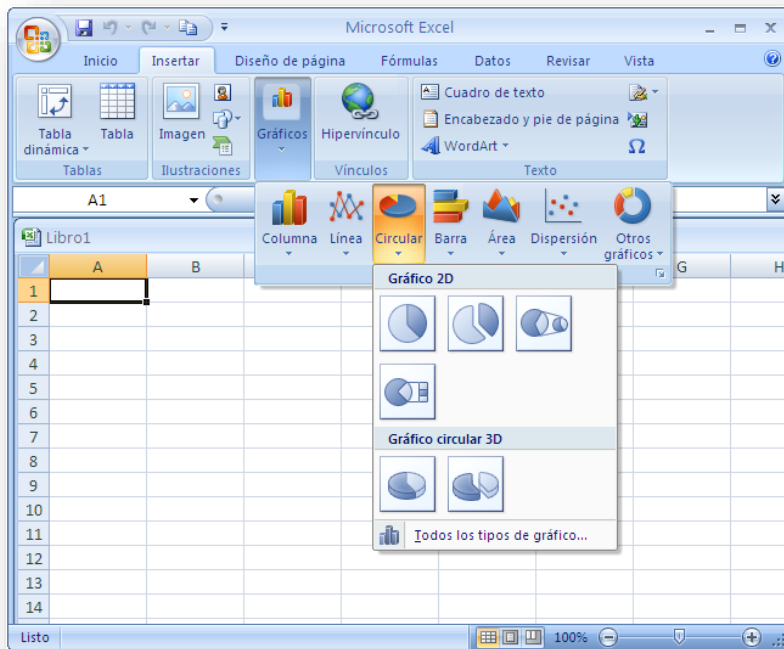 Microsoft Excel
Inicio Insertar Diseño de página Fórmulas Datos Revisar Vista
Tabla dinámica
Tabla
Imagen
Gráficos
Hipervínculo
Cuadro de texto
Encabezado y pie de página
WordArt
Ω
Tablas Ilustraciones Vínculos Texto
A1
Columna Línea Circular Barra Área Dispersión Otros gráficos
Libro1
A B G H
Gráfico 2D
Gráfico circular 3D
Todos los tipos de gráfico...
1
2
3
4
5
6
7
8
9
10
11
12
13
14
Listo 100%